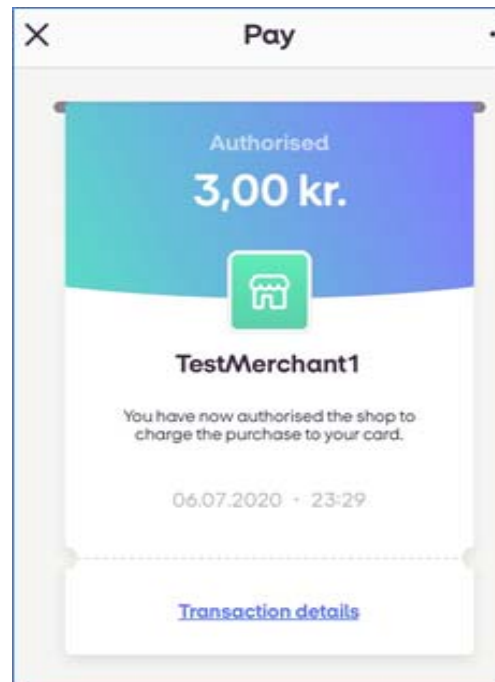 Pay
Authorised
3,00 kr.
TestMerchant1
You have now authorised the shop to
charge the purchase to your card.
06.07.2020 · 23:29
Transaction details